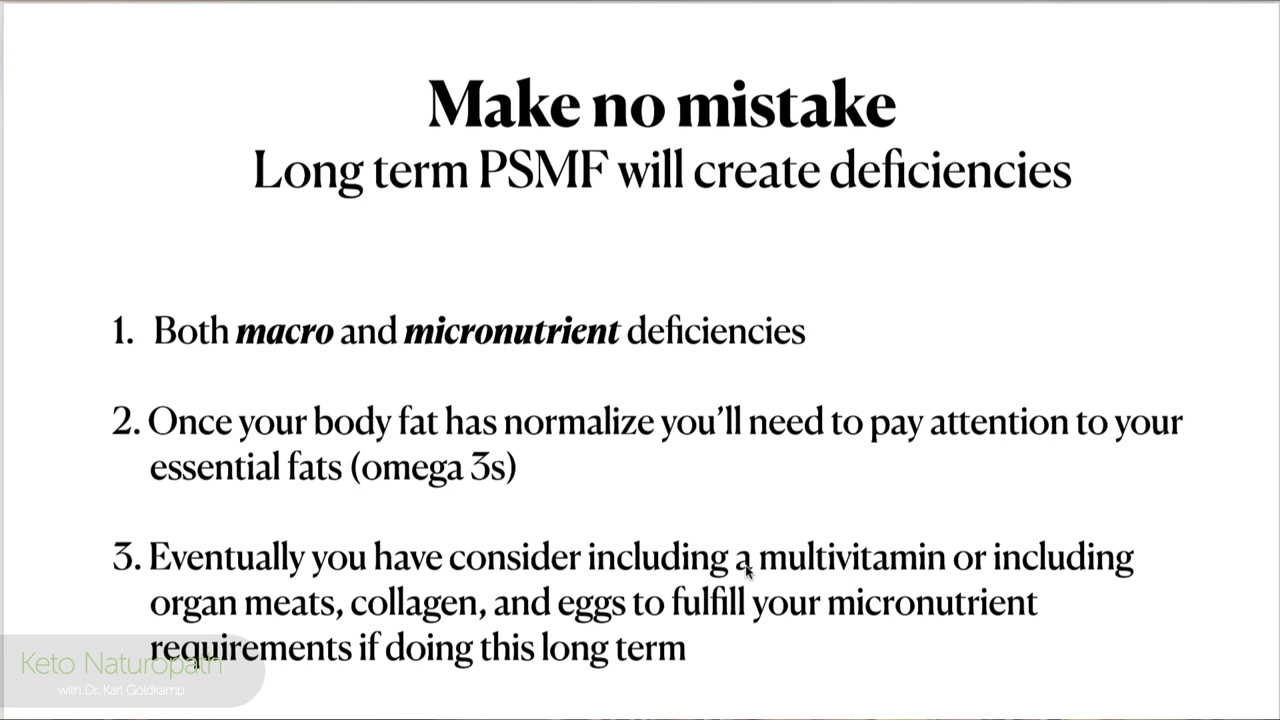 Make no mistake
Long term PSMF will create deficiencies
1. Both macro and micronutrient deficiencies
2. Once your body fat has normalize you’ll need to pay attention to your
essential fats (omega 3s)
3. Eventually you have consider including a multivitamin or including
organ meats, collagen, and eggs to fulfill your micronutrient
requirements if doing this long term
Keto Naturopath
with Dr. Karl Goldkamp